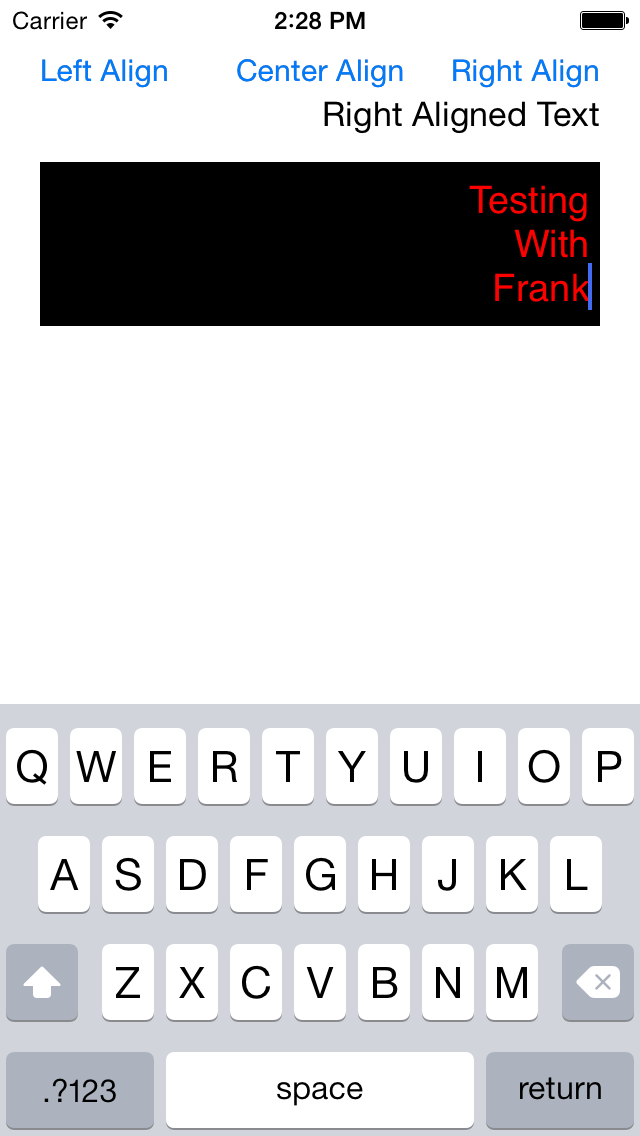 Carrier 2:28 PM
Left Align Center Align Right Align
Right Aligned Text
Testing
With
Frank
Q W E R T Y U I O P
A S D F G H J K L
Z X C V B N M
.?123 space return